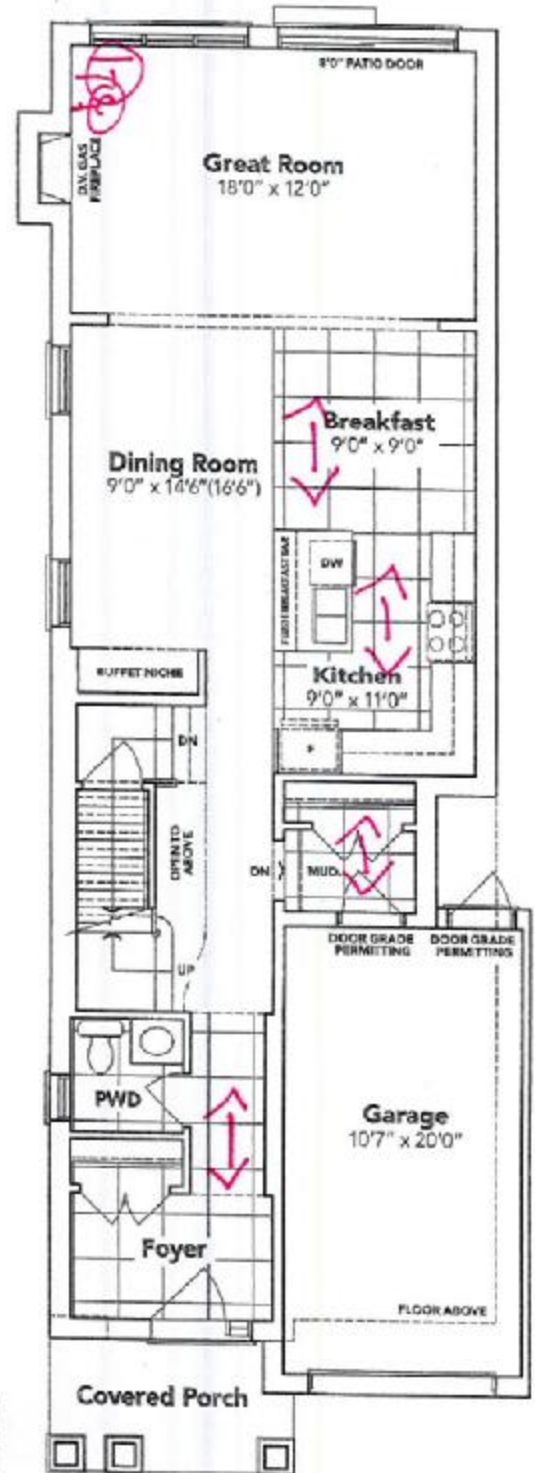 8'0" PATIO DOOR
D.V. GAS
FIREPLACE
Great Room
18'0" x 12'0"
Breakfast
9'0" x 9'0"
Dining Room
9'0" x 14'6"(16'6")
FLUSH BREAKFAST BAR
DW
BUFFET NICHE
Kitchen
9'0" x 11'0"
F
DN
OPEN TO
ABOVE
DN
MUD.
UP
DOOR GRADE
PERMITTING
DOOR GRADE
PERMITTING
PWD
Garage
10'7" x 20'0"
Foyer
FLOOR ABOVE
Covered Porch